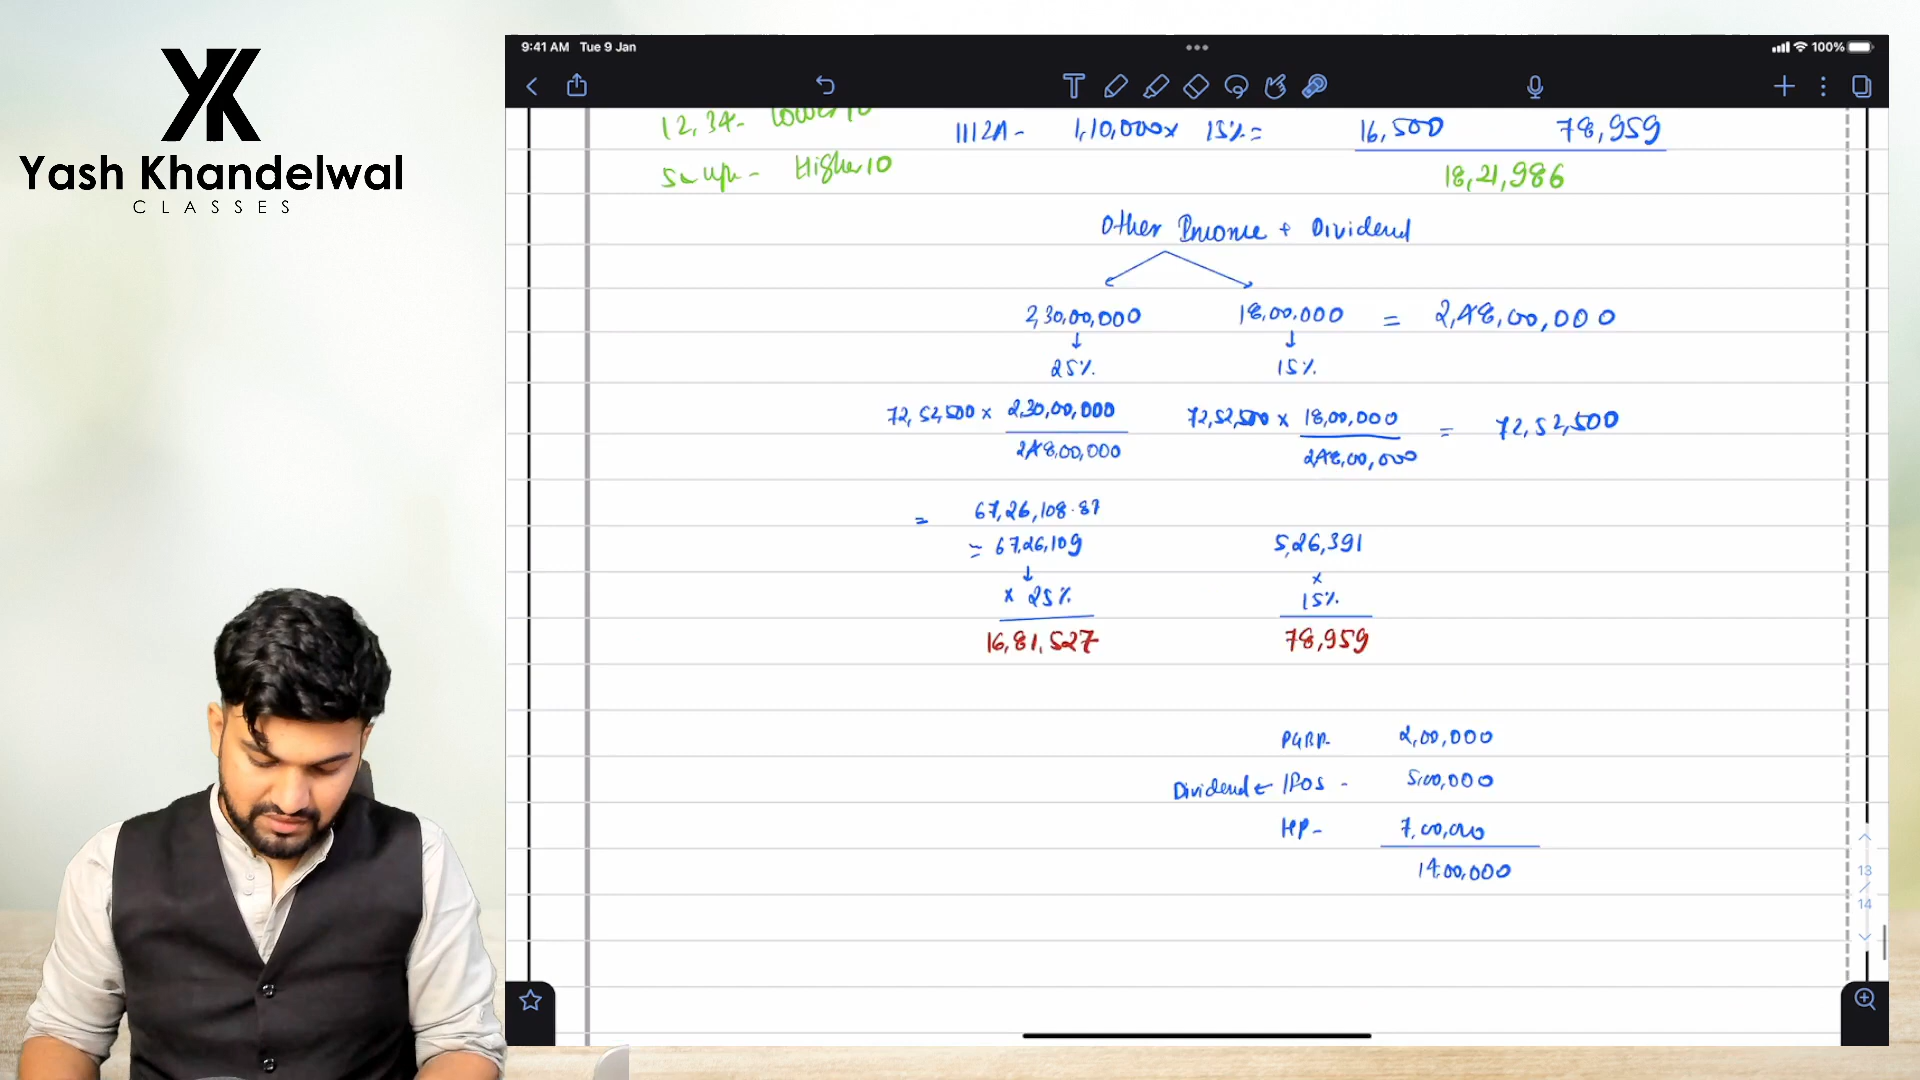 YK
Yash Khandelwal
CLASSES
9:41 AM Tue 9 Jan
100%
12,34- Lower 10
5- Higher 10
1112A - 1,10,000 x 15% = 16,500 78,959
18,21,986
Other Income + Dividend
2,30,00,000 18,00,000 = 2,48,00,000
25% 15%
72,52,500 x 2,30,00,000 72,52,500 x 18,00,000 = 72,52,500
2,48,00,000 2,48,00,000
= 67,26,108.87
= 67,26,109 5,26,391
x
x 25% 15%
16,81,527 78,959
PGBP- 2,00,000
Dividend ← IFOS - 5,00,000
HP- 7,00,000
14,00,000
13
14